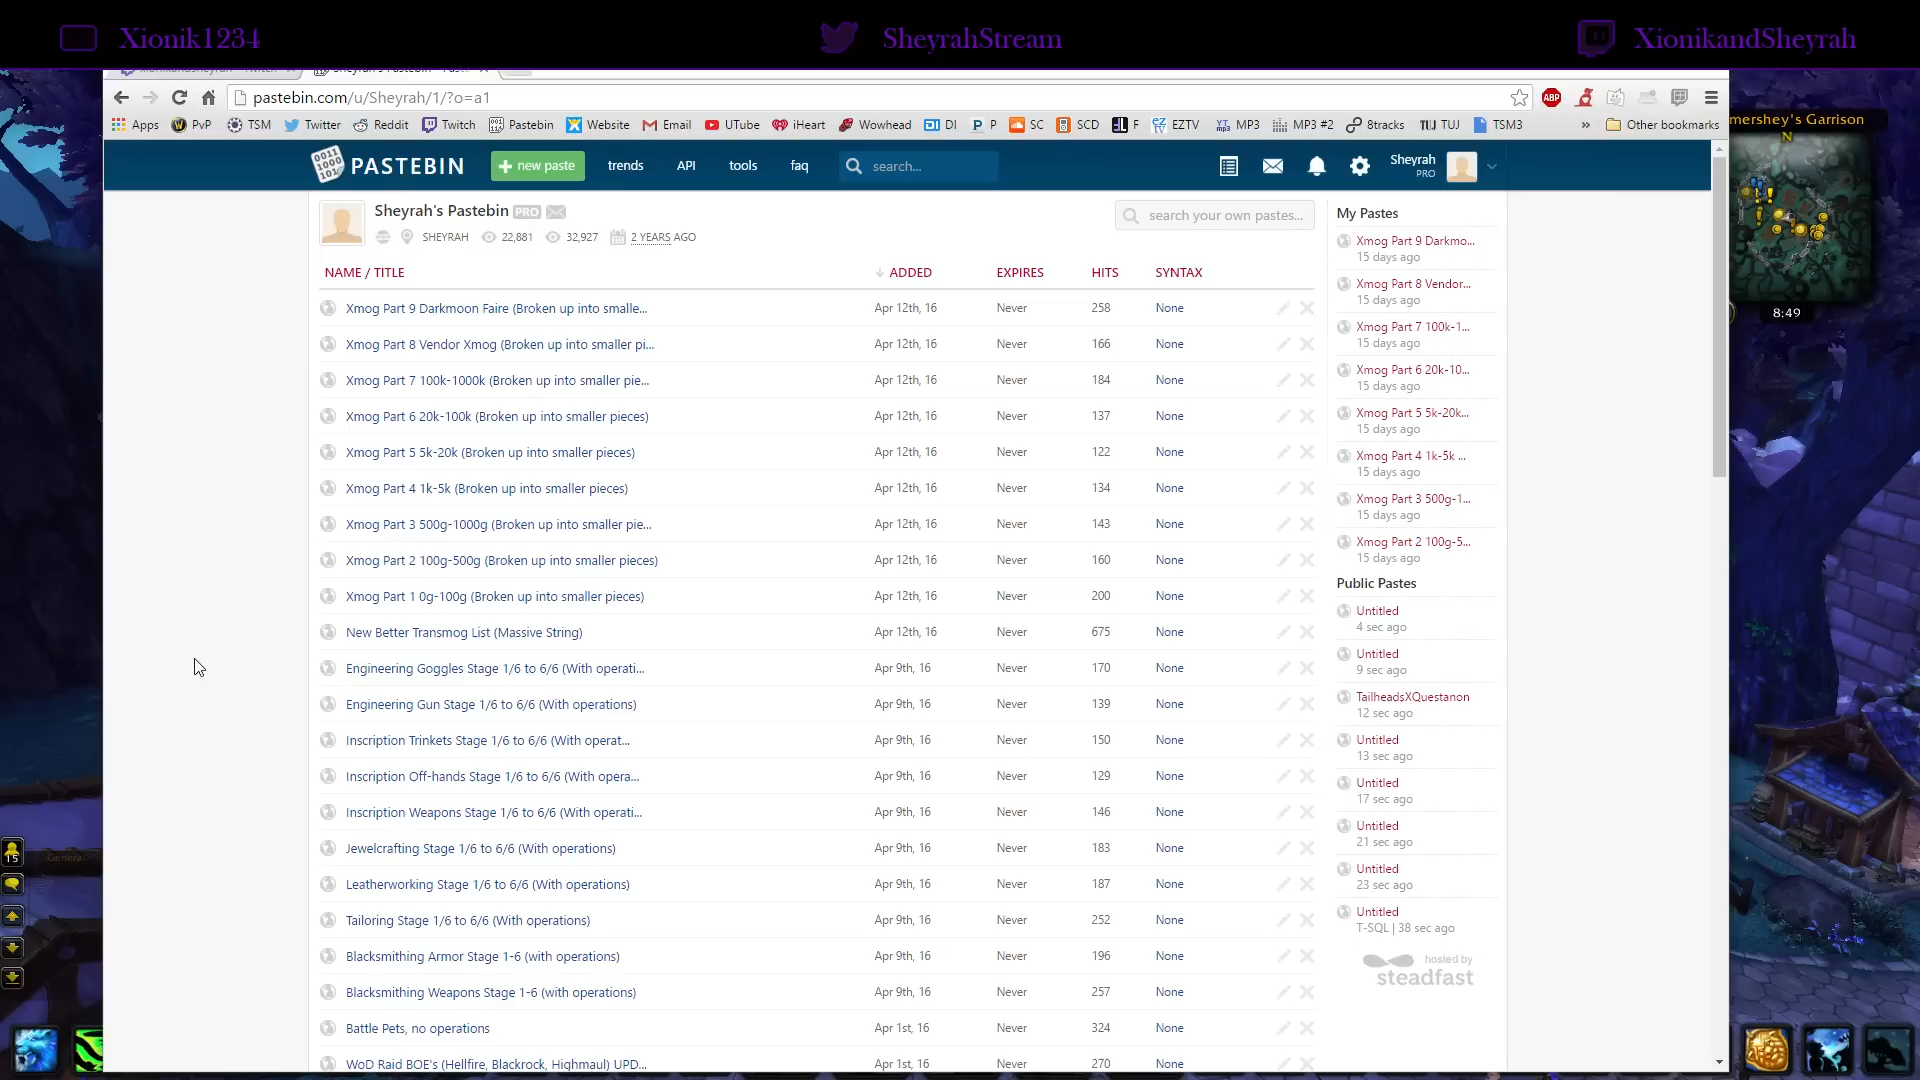 Xionik1234
SheyrahStream
XionikandSheyrah
pastebin.com/u/Sheyrah/1/?o=a1
ABP
Apps PvP TSM Twitter Reddit Twitch Pastebin Website Email UTube iHeart Wowhead DI P SC SCD F EZTV MP3 MP3 #2 8tracks TUJ TSM3 » Other bookmarks
mershey's Garrison
N
8:49
PASTEBIN
+ new paste
trends
API
tools
faq
search...
Sheyrah
PRO
Sheyrah's Pastebin PRO
SHEYRAH 22,881 32,927 2 YEARS AGO
search your own pastes...
NAME / TITLE ADDED EXPIRES HITS SYNTAX
Xmog Part 9 Darkmoon Faire (Broken up into smalle... Apr 12th, 16 Never 258 None
Xmog Part 8 Vendor Xmog (Broken up into smaller pi... Apr 12th, 16 Never 166 None
Xmog Part 7 100k-1000k (Broken up into smaller pie... Apr 12th, 16 Never 184 None
Xmog Part 6 20k-100k (Broken up into smaller pieces) Apr 12th, 16 Never 137 None
Xmog Part 5 5k-20k (Broken up into smaller pieces) Apr 12th, 16 Never 122 None
Xmog Part 4 1k-5k (Broken up into smaller pieces) Apr 12th, 16 Never 134 None
Xmog Part 3 500g-1000g (Broken up into smaller pie... Apr 12th, 16 Never 143 None
Xmog Part 2 100g-500g (Broken up into smaller pieces) Apr 12th, 16 Never 160 None
Xmog Part 1 0g-100g (Broken up into smaller pieces) Apr 12th, 16 Never 200 None
New Better Transmog List (Massive String) Apr 12th, 16 Never 675 None
Engineering Goggles Stage 1/6 to 6/6 (With operati... Apr 9th, 16 Never 170 None
Engineering Gun Stage 1/6 to 6/6 (With operations) Apr 9th, 16 Never 139 None
Inscription Trinkets Stage 1/6 to 6/6 (With operat... Apr 9th, 16 Never 150 None
Inscription Off-hands Stage 1/6 to 6/6 (With opera... Apr 9th, 16 Never 129 None
Inscription Weapons Stage 1/6 to 6/6 (With operati... Apr 9th, 16 Never 146 None
Jewelcrafting Stage 1/6 to 6/6 (With operations) Apr 9th, 16 Never 183 None
Leatherworking Stage 1/6 to 6/6 (With operations) Apr 9th, 16 Never 187 None
Tailoring Stage 1/6 to 6/6 (With operations) Apr 9th, 16 Never 252 None
Blacksmithing Armor Stage 1-6 (with operations) Apr 9th, 16 Never 196 None
Blacksmithing Weapons Stage 1-6 (with operations) Apr 9th, 16 Never 257 None
Battle Pets, no operations Apr 1st, 16 Never 324 None
WoD Raid BOE's (Hellfire, Blackrock, Highmaul) UPD... Apr 1st, 16 Never 270 None
My Pastes
Xmog Part 9 Darkmo...
15 days ago
Xmog Part 8 Vendor...
15 days ago
Xmog Part 7 100k-1...
15 days ago
Xmog Part 6 20k-10...
15 days ago
Xmog Part 5 5k-20k...
15 days ago
Xmog Part 4 1k-5k ...
15 days ago
Xmog Part 3 500g-1...
15 days ago
Xmog Part 2 100g-5...
15 days ago
Public Pastes
Untitled
4 sec ago
Untitled
9 sec ago
TailheadsXQuestanon
12 sec ago
Untitled
13 sec ago
Untitled
17 sec ago
Untitled
21 sec ago
Untitled
23 sec ago
Untitled
T-SQL | 38 sec ago
hosted by
steadfast
15
General